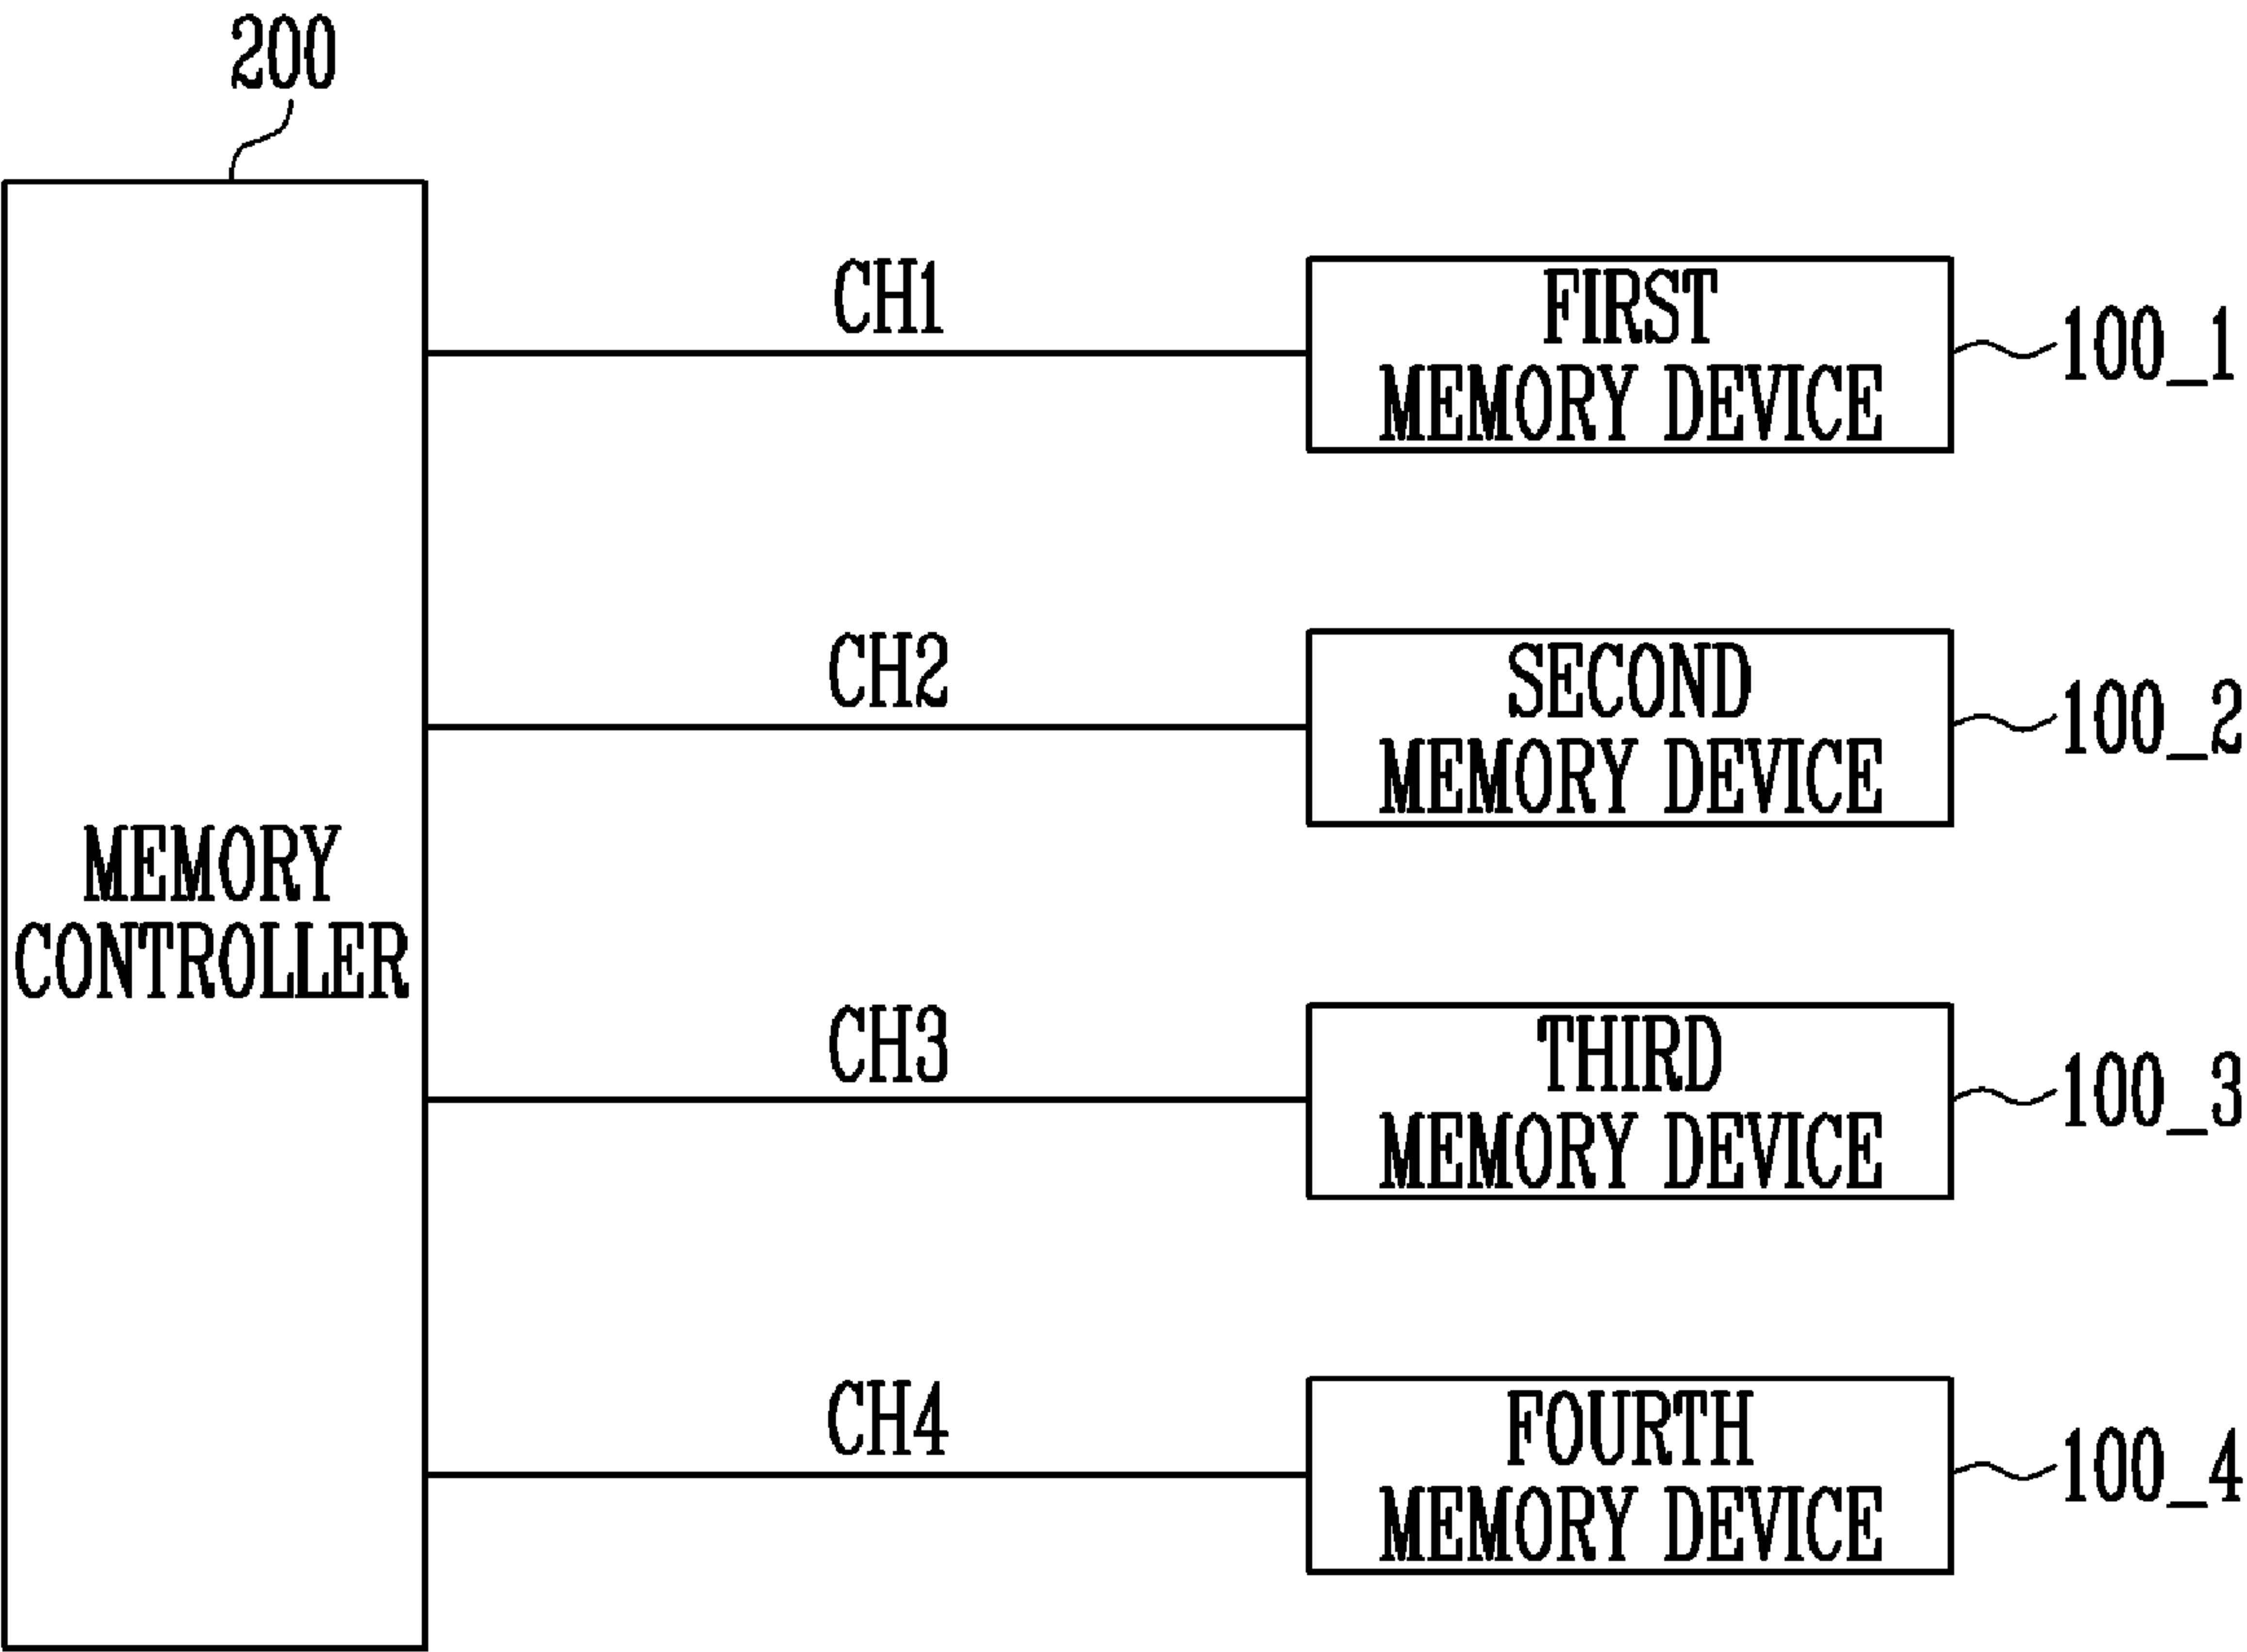 200
CH1
FIRST
MEMORY DEVICE
100_1
CH2
SECOND
MEMORY DEVICE
100_2
MEMORY
CONTROLLER
CH3
THIRD
MEMORY DEVICE
100_3
CH4
FOURTH
MEMORY DEVICE
100_4